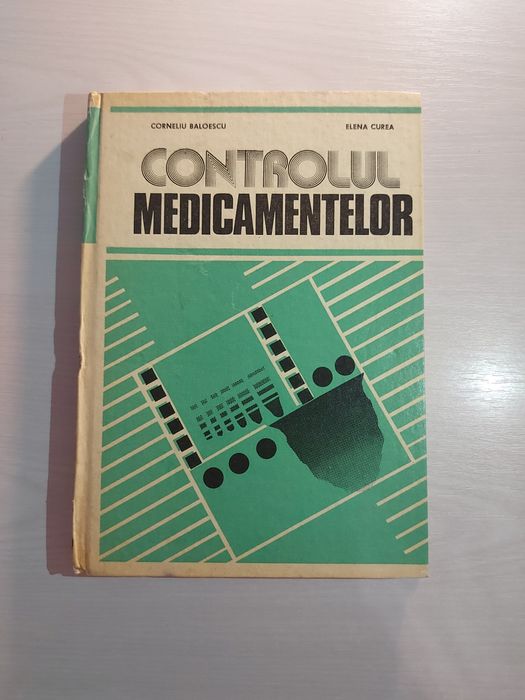 CORNELIU BALOESCU ELENA CUREA
CONTROLUL
MEDICAMENTELOR